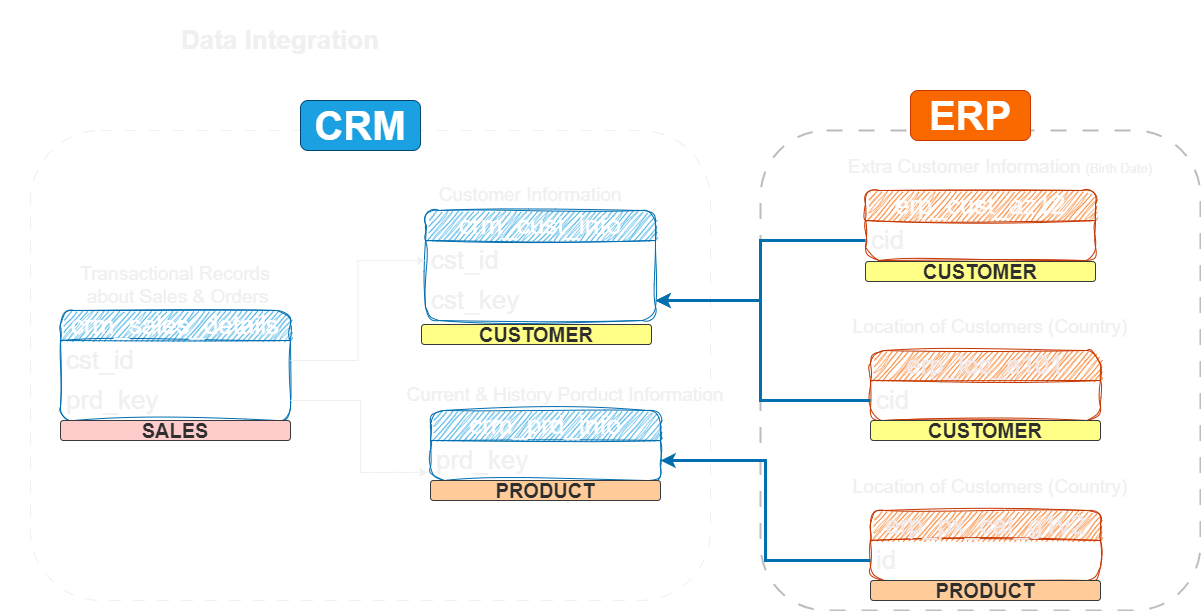 Data Integration
CRM
ERP
Extra Customer Information (Birth Date)
Customer Information
erp_cust_az12
crm_cust_info
cid
cst_id
CUSTOMER
Transactional Records
about Sales & Orders
cst_key
crm_sales_details
CUSTOMER
Location of Customers (Country)
cst_id
prd_key
Current & History Porduct Information
cid
SALES
crm_prd_info
CUSTOMER
prd_key
PRODUCT
Location of Customers (Country)
id
PRODUCT